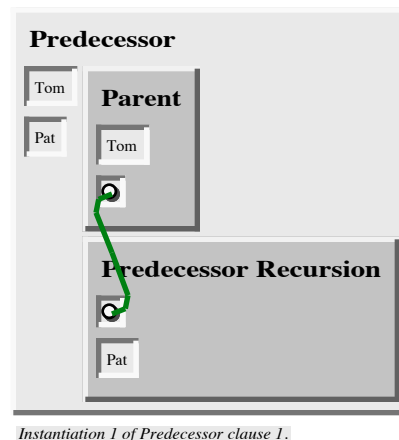 Predecessor
Tom
Parent
Pat
Tom
Predecessor Recursion
Pat
Instantiation 1 of Predecessor clause 1.